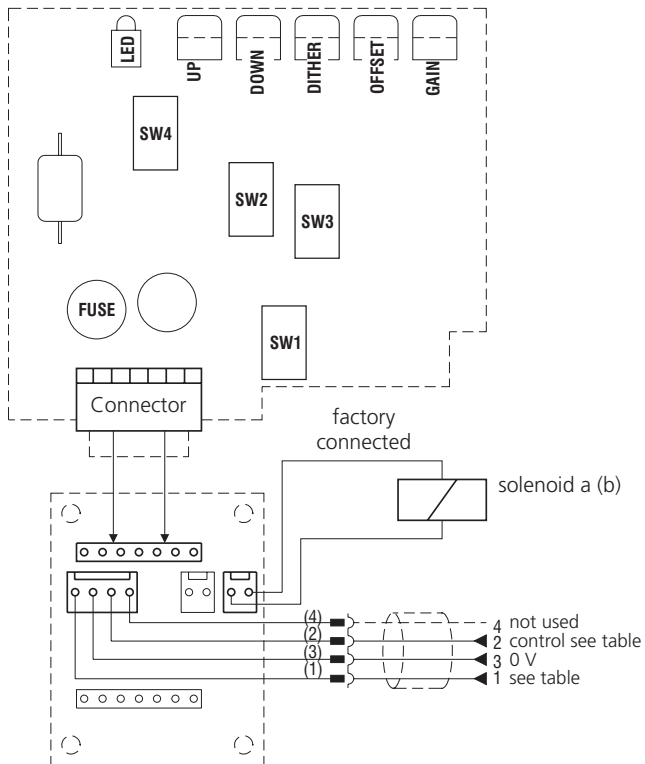 LED
UP
DOWN
DITHER
OFFSET
GAIN
SW4
SW2
SW3
FUSE
SW1
Connector
factory
connected
solenoid a (b)
(4)
4 not used
(2)
2 control see table
(3)
3 0 V
(1)
1 see table